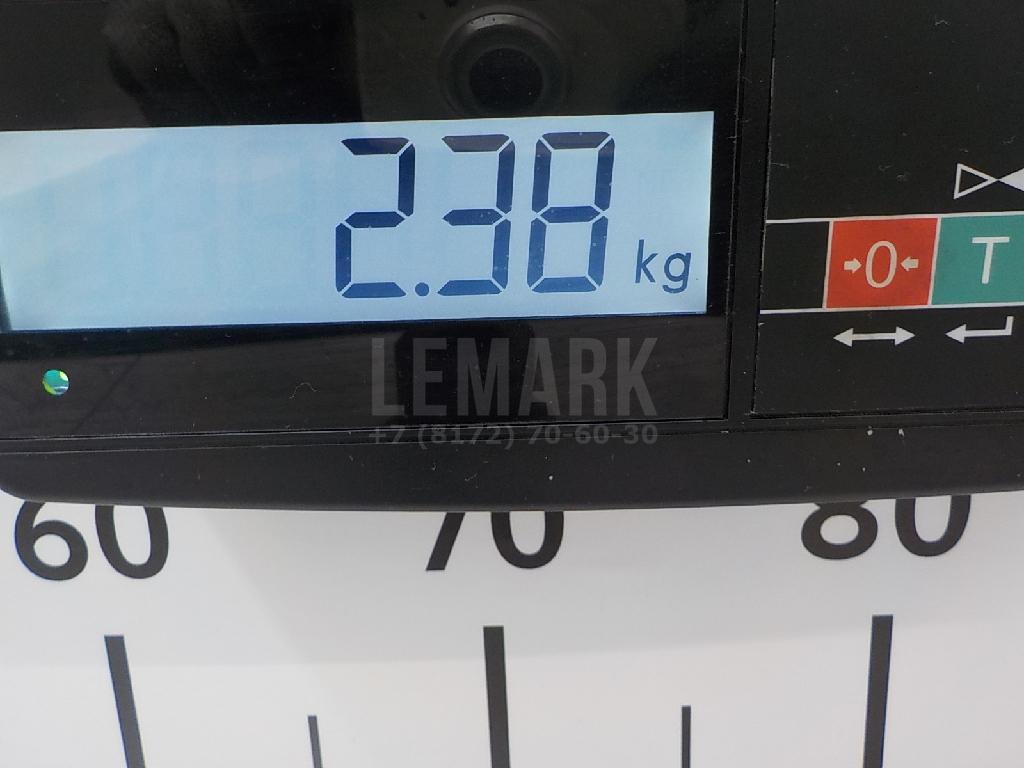 2.38 kg
→0← T
LEMARK
+7 (8172) 70-60-30
60 70 80